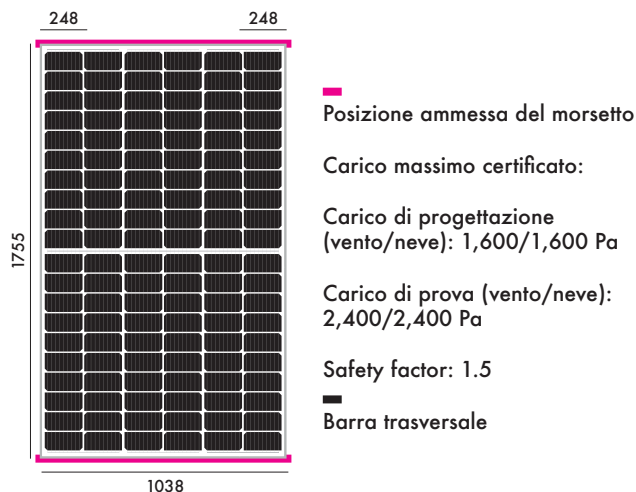 248
248
1755
1038
Posizione ammessa del morsetto
Carico massimo certificato:
Carico di progettazione
(vento/neve): 1,600/1,600 Pa
Carico di prova (vento/neve):
2,400/2,400 Pa
Safety factor: 1.5
Barra trasversale